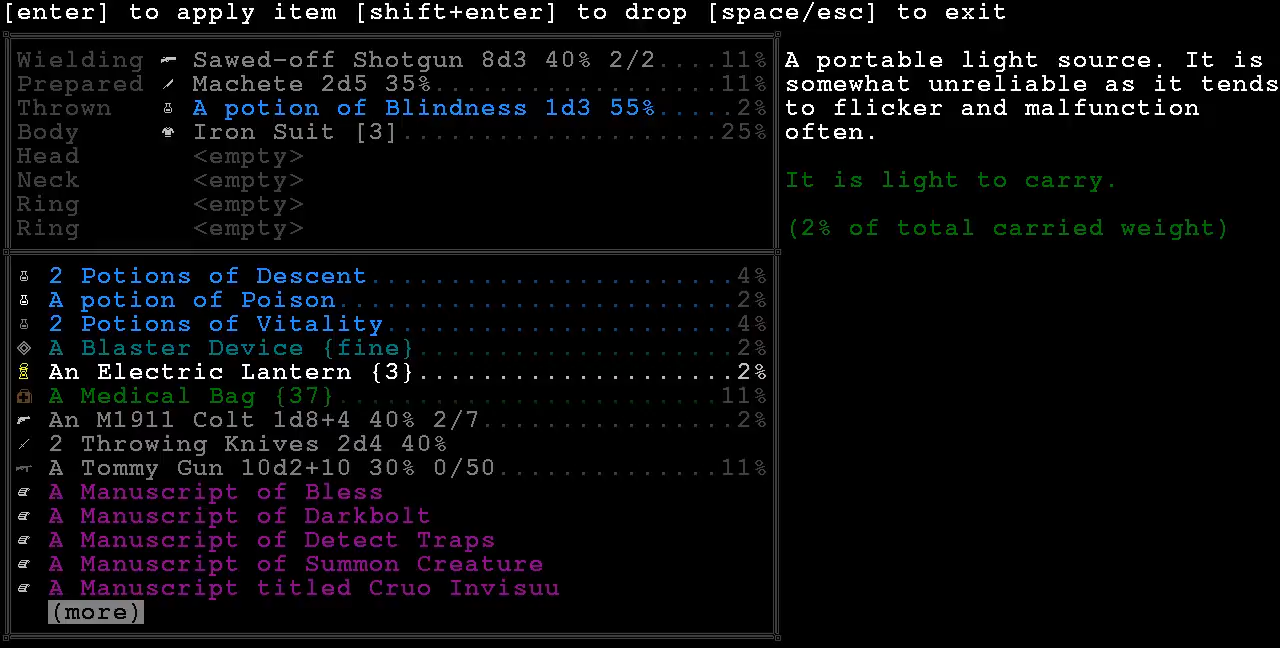 [enter] to apply item [shift+enter] to drop [space/esc] to exit
Wielding Sawed-off Shotgun 8d3 40% 2/2....11%
Prepared Machete 2d5 35%..................11%
Thrown A potion of Blindness 1d3 55%.....2%
Body Iron Suit [3]....................25%
Head <empty>
Neck <empty>
Ring <empty>
Ring <empty>
2 Potions of Descent.......................4%
A potion of Poison.........................2%
2 Potions of Vitality......................4%
A Blaster Device {fine}....................2%
An Electric Lantern {3}....................2%
A Medical Bag {37}........................11%
An M1911 Colt 1d8+4 40% 2/7................2%
2 Throwing Knives 2d4 40%
A Tommy Gun 10d2+10 30% 0/50..............11%
A Manuscript of Bless
A Manuscript of Darkbolt
A Manuscript of Detect Traps
A Manuscript of Summon Creature
A Manuscript titled Cruo Invisuu
(more)
A portable light source. It is
somewhat unreliable as it tends
to flicker and malfunction
often.
It is light to carry.
(2% of total carried weight)